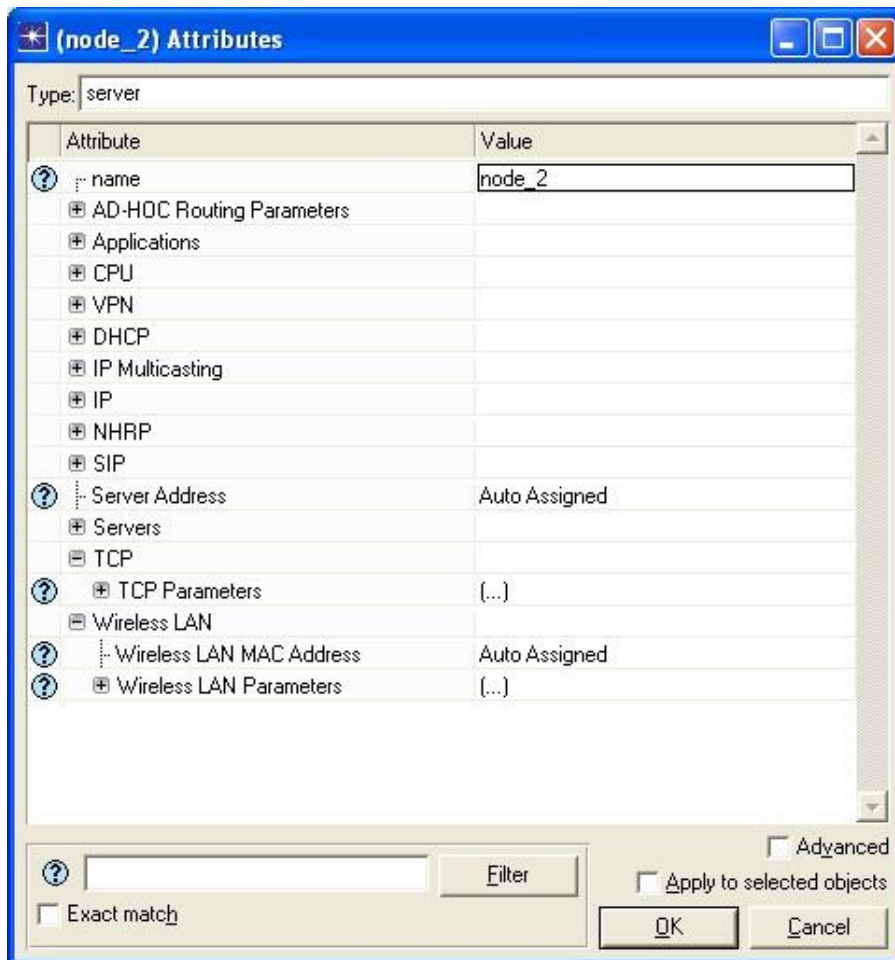 (node_2) Attributes
Type: server
Attribute Value
name node_2
AD-HOC Routing Parameters
Applications
CPU
VPN
DHCP
IP Multicasting
IP
NHRP
SIP
Server Address Auto Assigned
Servers
TCP
TCP Parameters (...)
Wireless LAN
Wireless LAN MAC Address Auto Assigned
Wireless LAN Parameters (...)
Advanced
Filter
Apply to selected objects
Exact match
OK Cancel